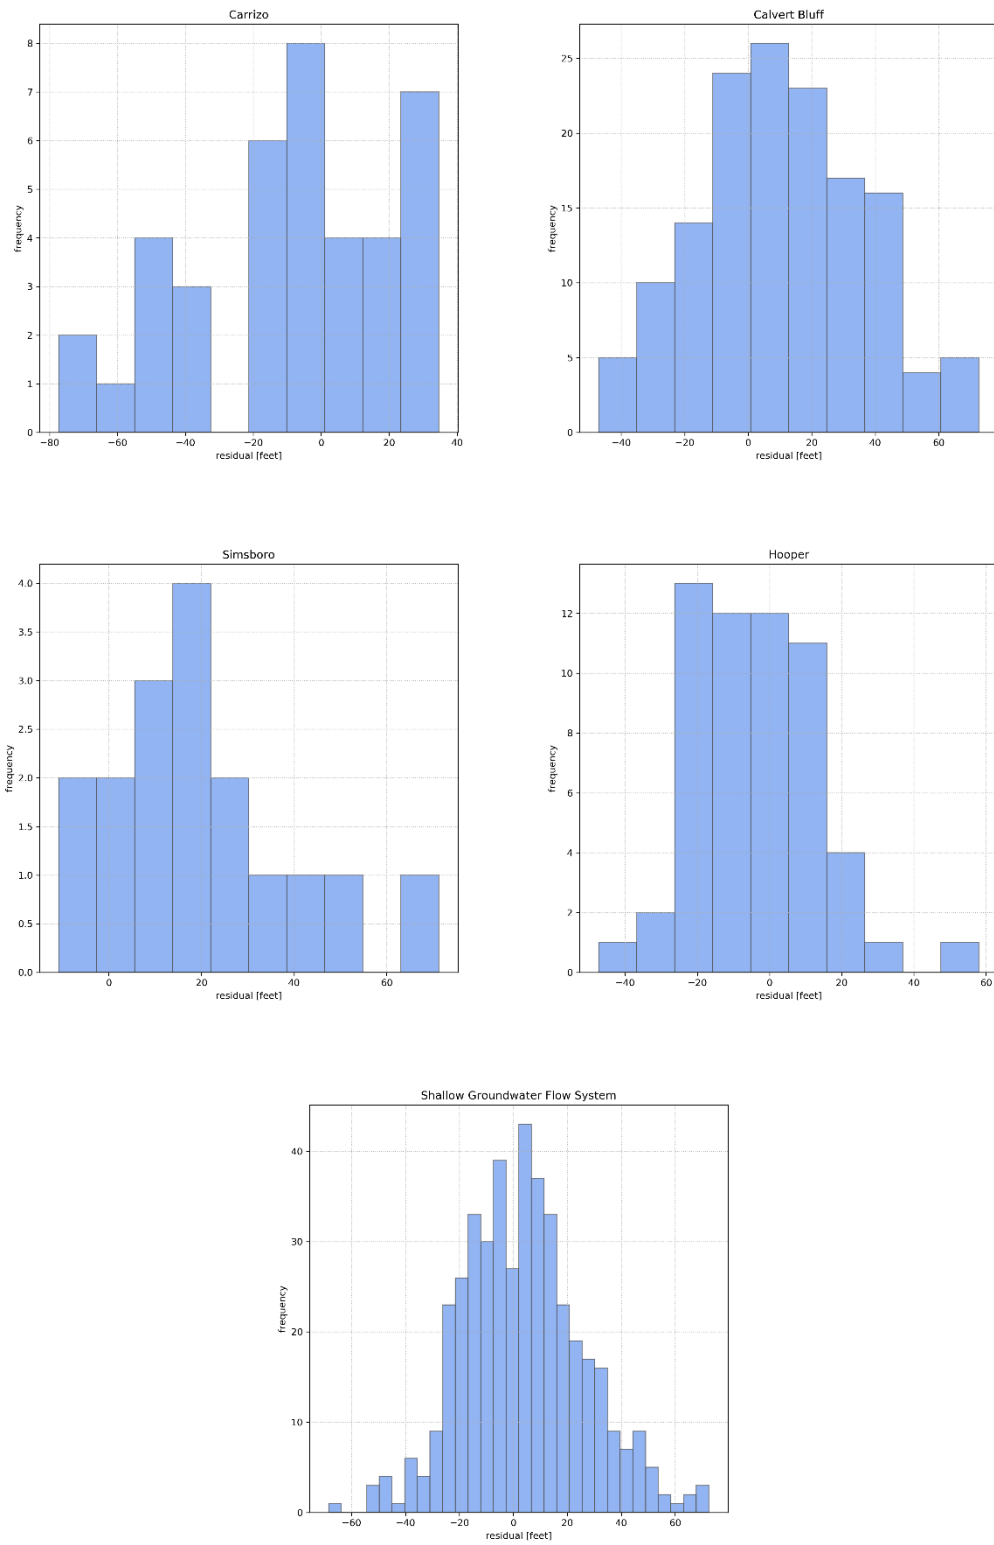 Carrizo
8
7
6
5
4
3
2
1
0
frequency
−80 −60 −40 −20 0 20 40
residual [feet]
Calvert Bluff
25
20
15
10
5
0
frequency
−40 −20 0 20 40 60
residual [feet]
Simsboro
4.0
3.5
3.0
2.5
2.0
1.5
1.0
0.5
0.0
frequency
0 20 40 60
residual [feet]
Hooper
12
10
8
6
4
2
0
frequency
−40 −20 0 20 40 60
residual [feet]
Shallow Groundwater Flow System
40
30
20
10
0
frequency
−60 −40 −20 0 20 40 60
residual [feet]